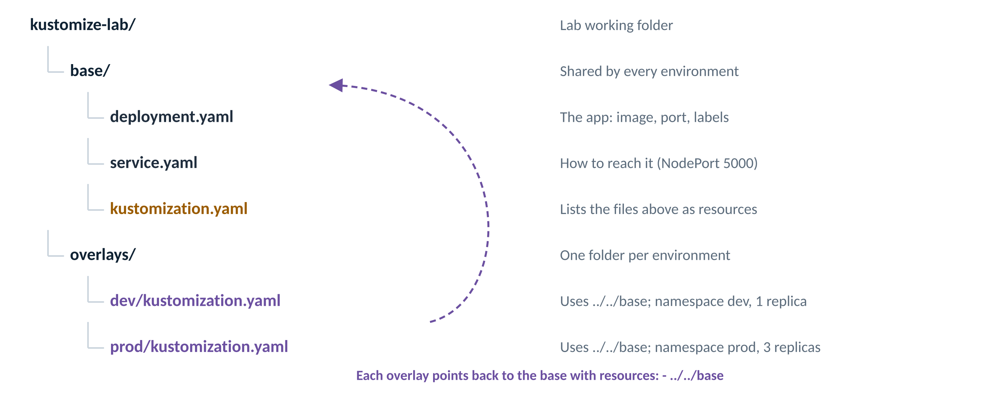 kustomize-lab/ Lab working folder
base/ Shared by every environment
deployment.yaml The app: image, port, labels
service.yaml How to reach it (NodePort 5000)
kustomization.yaml Lists the files above as resources
overlays/ One folder per environment
dev/kustomization.yaml Uses ../../base; namespace dev, 1 replica
prod/kustomization.yaml Uses ../../base; namespace prod, 3 replicas
Each overlay points back to the base with resources: - ../../base